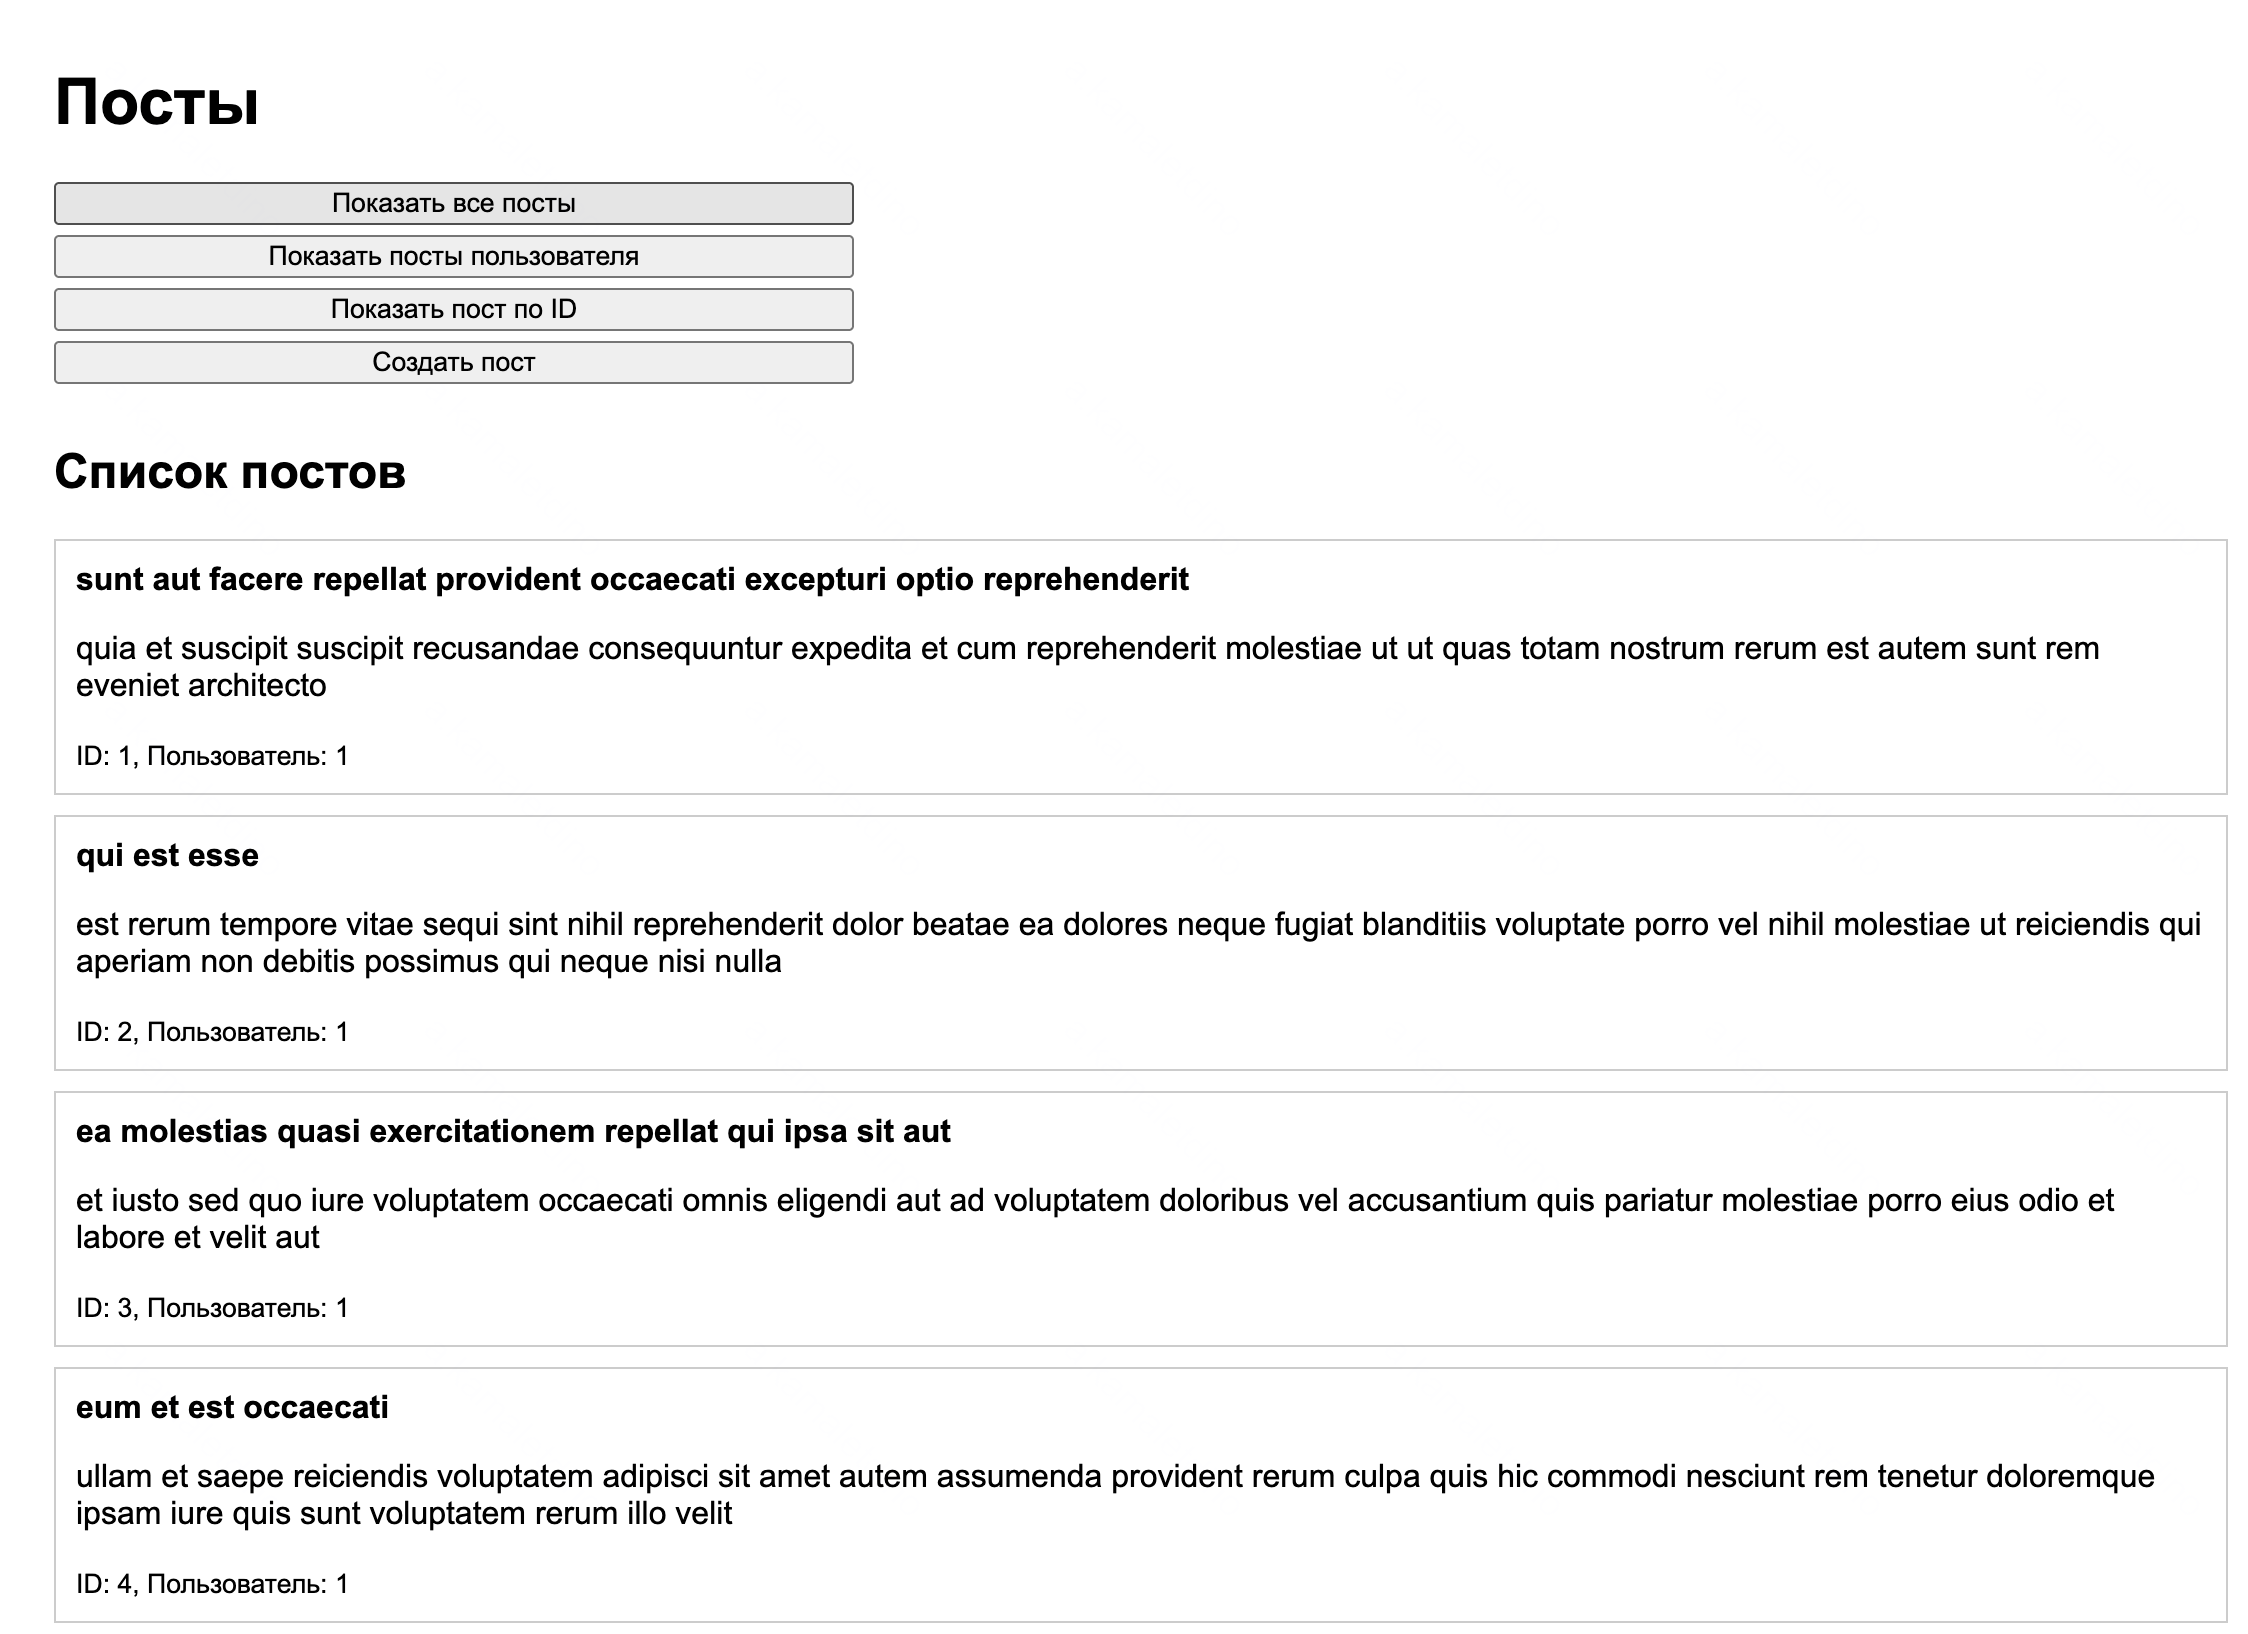 Посты
Показать все посты
Показать посты пользователя
Показать пост по ID
Создать пост
Список постов
sunt aut facere repellat provident occaecati excepturi optio reprehenderit
quia et suscipit suscipit recusandae consequuntur expedita et cum reprehenderit molestiae ut ut quas totam nostrum rerum est autem sunt rem
eveniet architecto
ID: 1, Пользователь: 1
qui est esse
est rerum tempore vitae sequi sint nihil reprehenderit dolor beatae ea dolores neque fugiat blanditiis voluptate porro vel nihil molestiae ut reiciendis qui
aperiam non debitis possimus qui neque nisi nulla
ID: 2, Пользователь: 1
ea molestias quasi exercitationem repellat qui ipsa sit aut
et iusto sed quo iure voluptatem occaecati omnis eligendi aut ad voluptatem doloribus vel accusantium quis pariatur molestiae porro eius odio et
labore et velit aut
ID: 3, Пользователь: 1
eum et est occaecati
ullam et saepe reiciendis voluptatem adipisci sit amet autem assumenda provident rerum culpa quis hic commodi nesciunt rem tenetur doloremque
ipsam iure quis sunt voluptatem rerum illo velit
ID: 4, Пользователь: 1